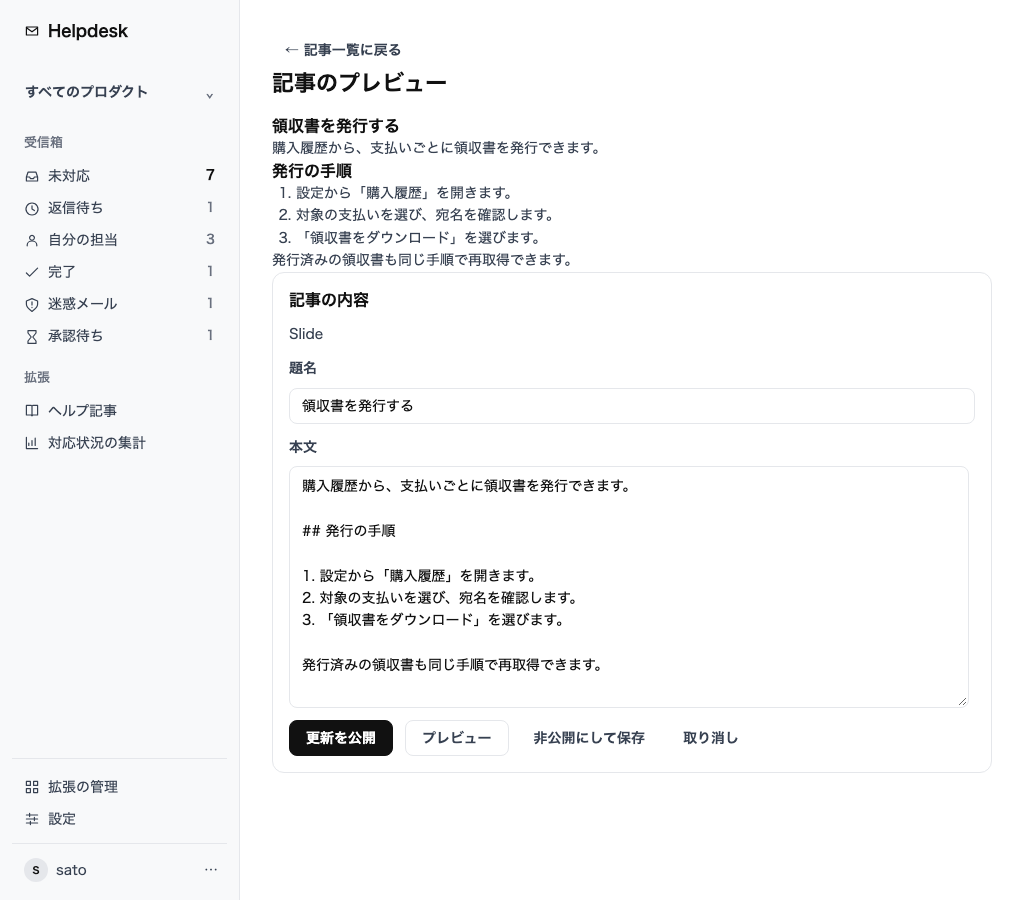 Helpdesk
すべてのプロダクト
受信箱
未対応 7
返信待ち 1
自分の担当 3
完了 1
迷惑メール 1
承認待ち 1
拡張
ヘルプ記事
対応状況の集計
拡張の管理
設定
S sato ...
← 記事一覧に戻る
記事のプレビュー
領収書を発行する
購入履歴から、支払いごとに領収書を発行できます。
発行の手順
1. 設定から「購入履歴」を開きます。
2. 対象の支払いを選び、宛名を確認します。
3. 「領収書をダウンロード」を選びます。
発行済みの領収書も同じ手順で再取得できます。
記事の内容
Slide
題名
領収書を発行する
本文
購入履歴から、支払いごとに領収書を発行できます。
## 発行の手順
1. 設定から「購入履歴」を開きます。
2. 対象の支払いを選び、宛名を確認します。
3. 「領収書をダウンロード」を選びます。
発行済みの領収書も同じ手順で再取得できます。
更新を公開 プレビュー 非公開にして保存 取り消し